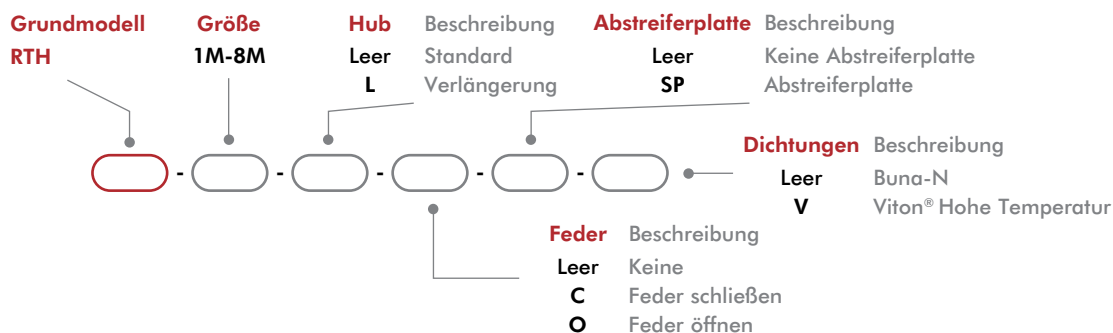 Grundmodell Größe Hub Beschreibung Abstreiferplatte Beschreibung
RTH 1M-8M Leer Standard Leer Keine Abstreiferplatte
L Verlängerung SP Abstreiferplatte
- - - - -
Dichtungen Beschreibung
Leer Buna-N
V Viton® Hohe Temperatur
Feder Beschreibung
Leer Keine
C Feder schließen
O Feder öffnen